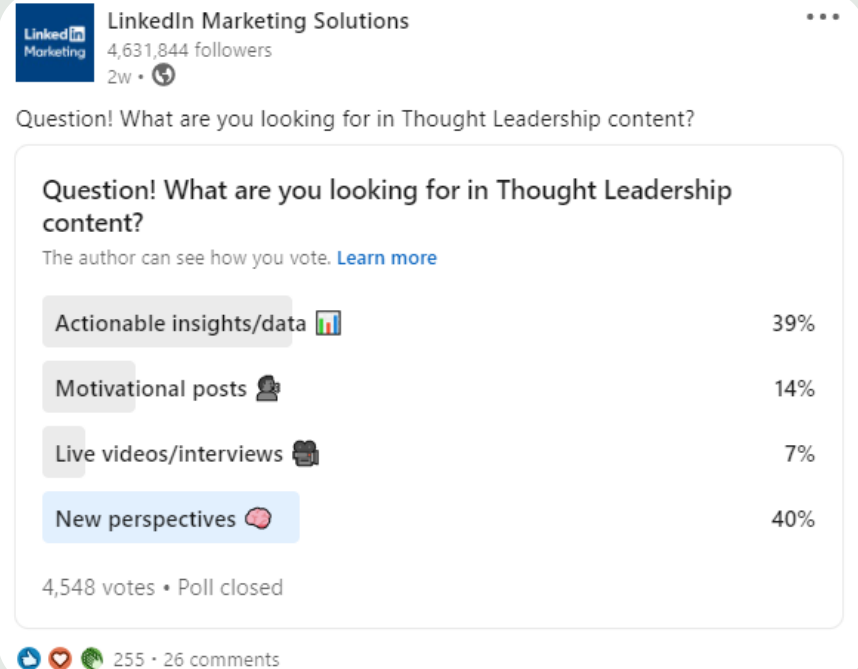 Linked in
Marketing
LinkedIn Marketing Solutions
4,631,844 followers
2w •
Question! What are you looking for in Thought Leadership content?
Question! What are you looking for in Thought Leadership
content?
The author can see how you vote. Learn more
Actionable insights/data 📊 39%
Motivational posts 🗣 14%
Live videos/interviews 🎥 7%
New perspectives 🧠 40%
4,548 votes • Poll closed
255 · 26 comments